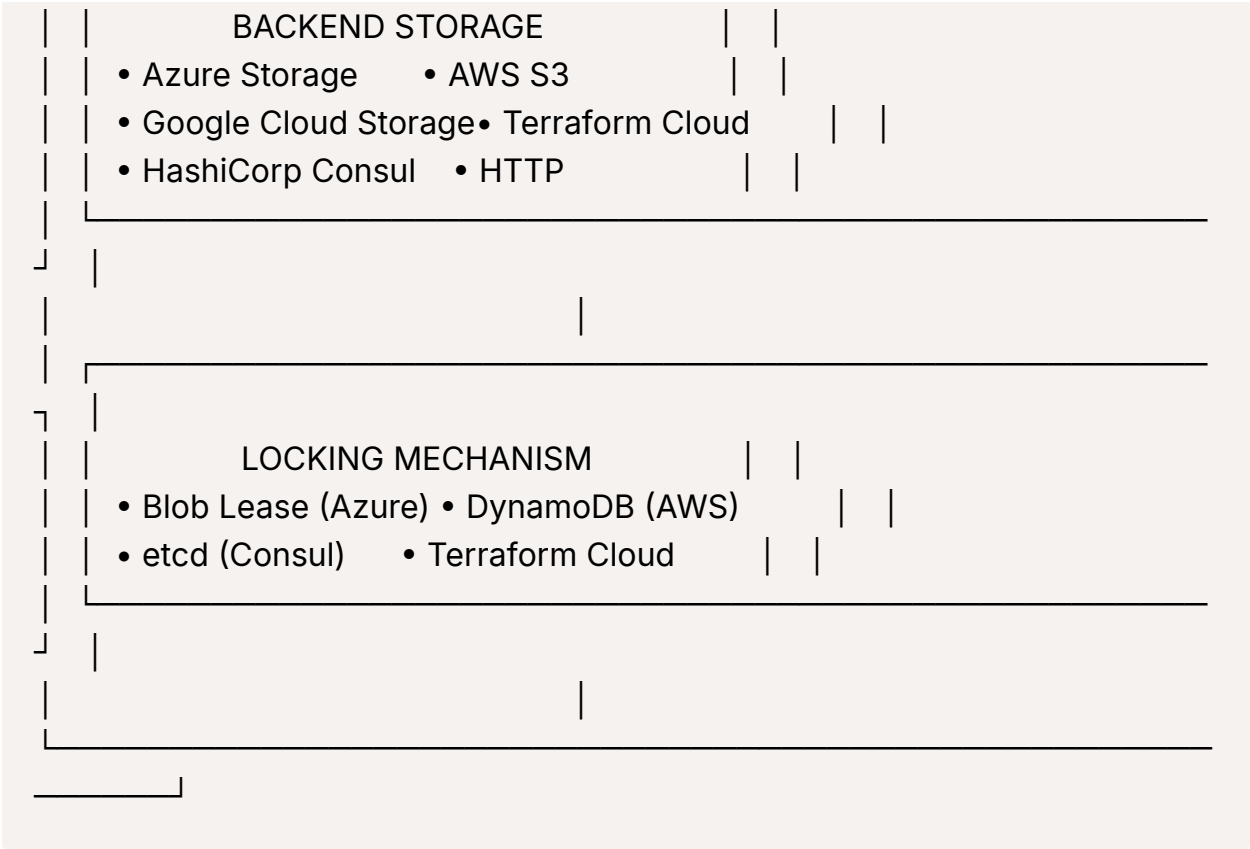 │ │ BACKEND STORAGE │ │
│ │ • Azure Storage • AWS S3 │ │
│ │ • Google Cloud Storage• Terraform Cloud │ │
│ │ • HashiCorp Consul • HTTP │ │
│ └─────────────────────────────────────────────────
┘ │
│ │
│ ┌─────────────────────────────────────────────────
┐ │
│ │ LOCKING MECHANISM │ │
│ │ • Blob Lease (Azure) • DynamoDB (AWS) │ │
│ │ • etcd (Consul) • Terraform Cloud │ │
│ └─────────────────────────────────────────────────
┘ │
│ │
└───────────────────────────────────────────────────
──────┘